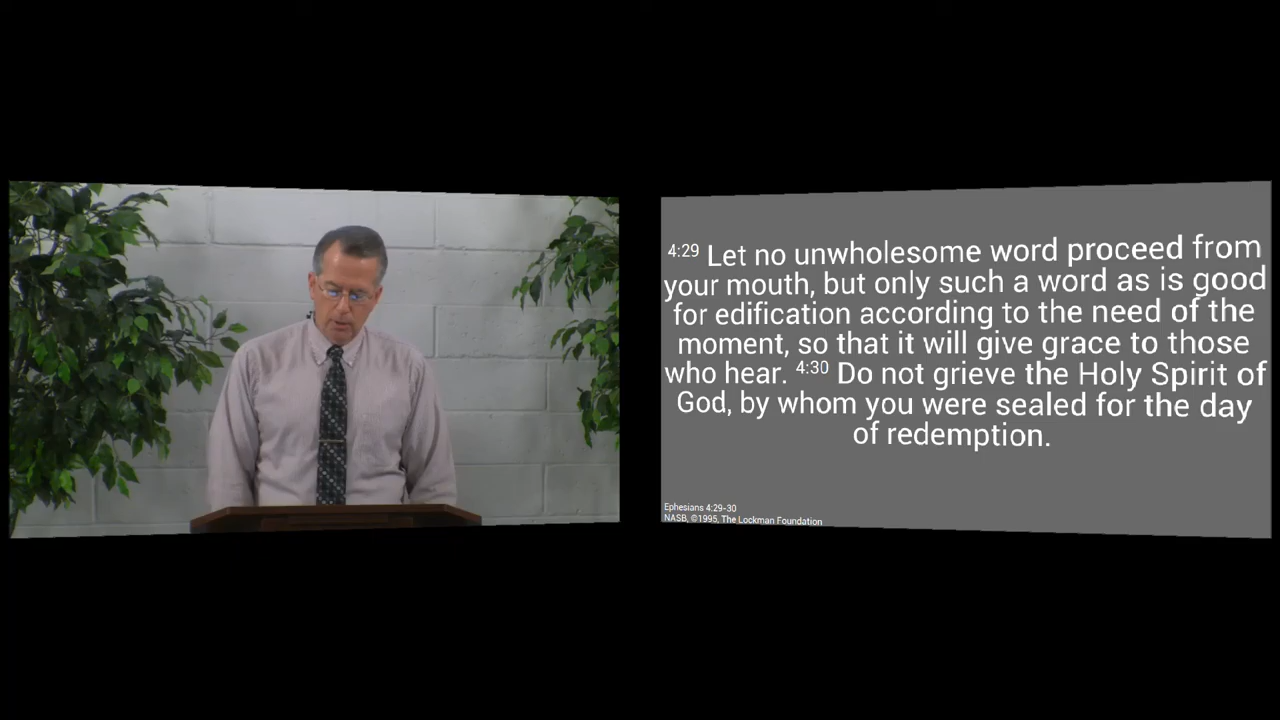 4:29 Let no unwholesome word proceed from
your mouth, but only such a word as is good
for edification according to the need of the
moment, so that it will give grace to those
who hear. 4:30 Do not grieve the Holy Spirit of
God, by whom you were sealed for the day
of redemption.
Ephesians 4:29-30
NASB, ©1995, The Lockman Foundation